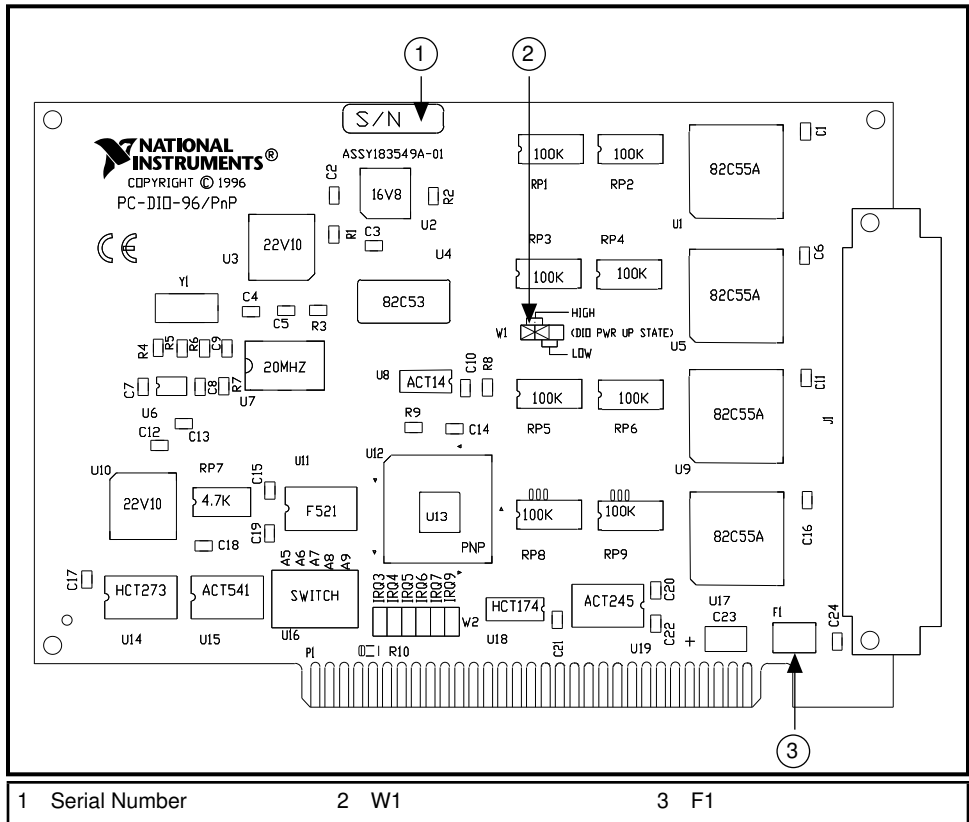 1
2
S/N
NATIONAL
INSTRUMENTS®
COPYRIGHT © 1996
PC-DIO-96/PnP
ASSY183549A-01
C2
16V8
R2
U2
R1
C3
22V10
U3
U4
100K
RP1
100K
RP2
82C55A
U1
C1
RP3
100K
RP4
100K
82C55A
U5
C6
Y1
C4
C5
R3
82C53
W1
HIGH
(DIO PWR UP STATE)
LOW
R4
R5
R6
C9
20MHZ
U7
C7
C8
R7
U6
C12
C13
U8
ACT14
C10
R8
R9
C14
100K
RP5
100K
RP6
82C55A
U9
C11
J1
U10
22V10
RP7
4.7K
C15
U11
F521
C18
C19
U12
U13
PNP
100K
RP8
100K
RP9
82C55A
C16
C17
HCT273
U14
ACT541
U15
A5
A6
A7
A8
A9
SWITCH
U16
IRQ3
IRQ4
IRQ5
IRQ6
IRQ7
IRQ9
W2
R10
P1
HCT174
U18
C21
ACT245
U19
C20
C22
U17
C23
+
F1
C24
3
1 Serial Number 2 W1 3 F1